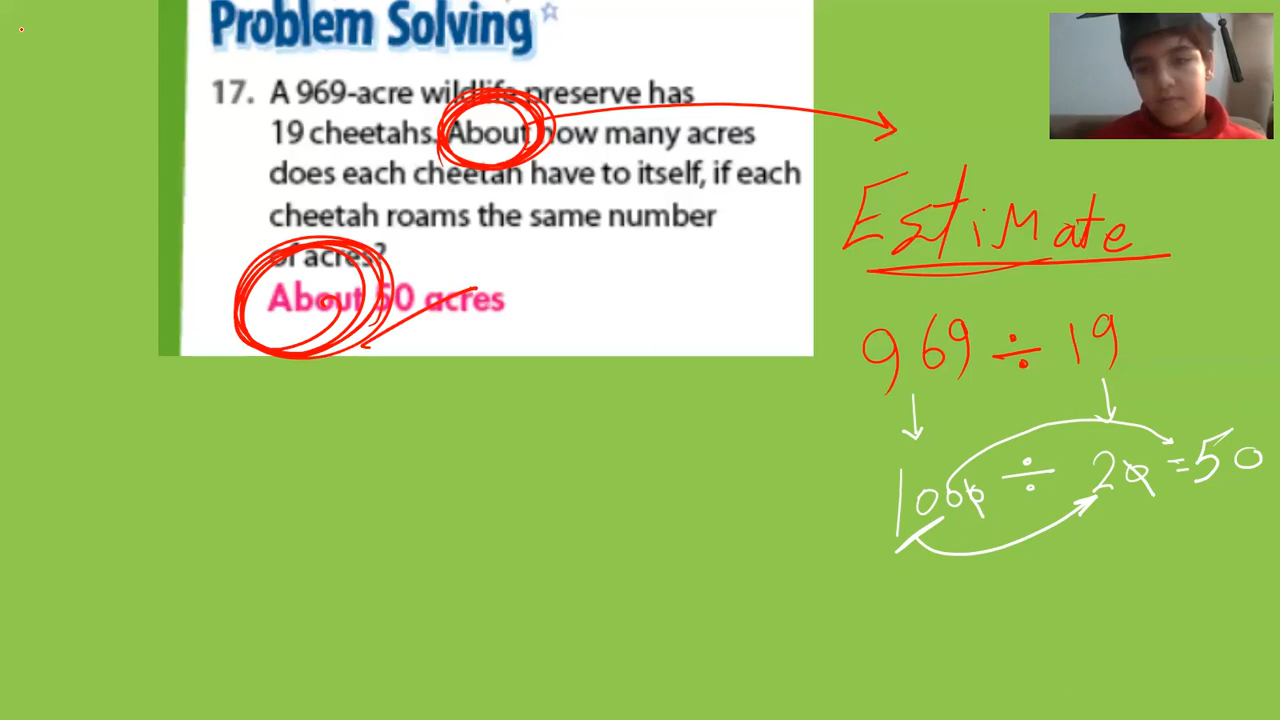 Problem Solving
17. A 969-acre wildlife preserve has
19 cheetahs. About how many acres
does each cheetah have to itself, if each
cheetah roams the same number
of acres?
About 50 acres
Estimate
969 ÷ 19
1000 ÷ 20 = 50